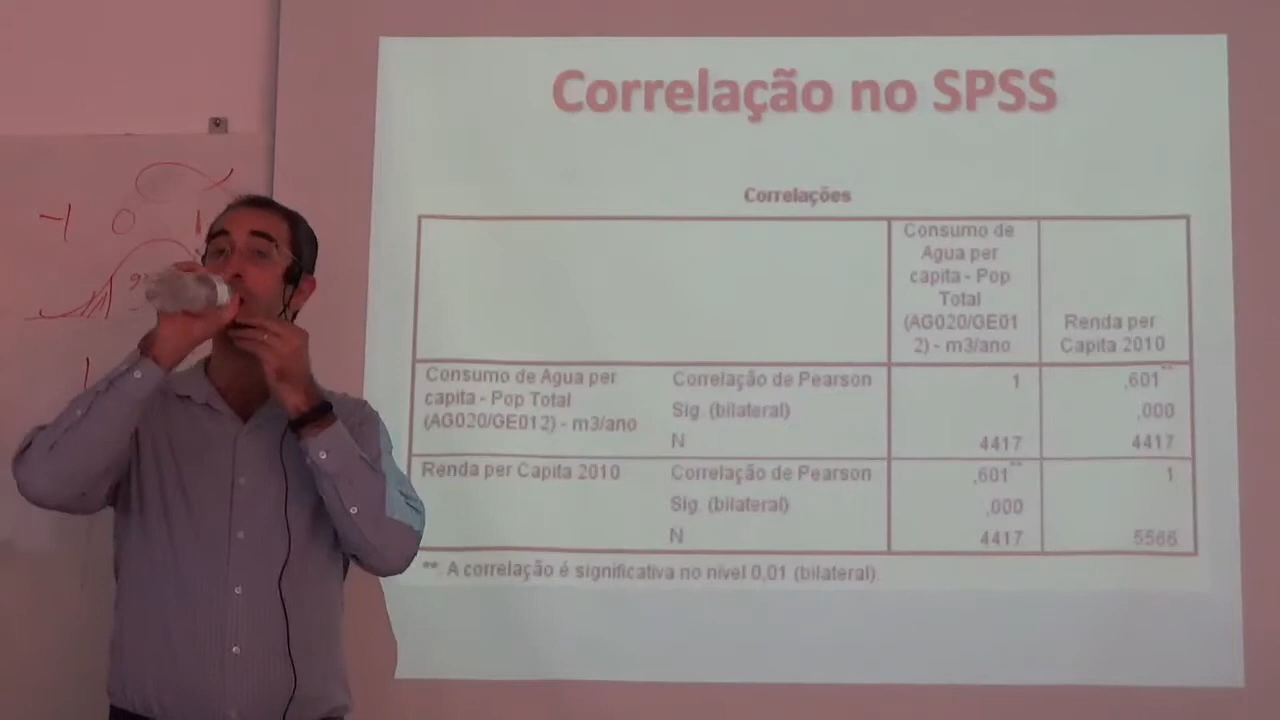 Correlação no SPSS
Correlações
Consumo de
Água per
capita - Pop
Total
(AG020/GE01
2) - m3/ano
Renda per
Capita 2010
Consumo de Água per
capita - Pop Total
(AG020/GE012) - m3/ano
Correlação de Pearson 1 ,601**
Sig. (bilateral) ,000
N 4417 4417
Renda per Capita 2010 Correlação de Pearson ,601** 1
Sig. (bilateral) ,000
N 4417 5566
**. A correlação é significativa no nível 0,01 (bilateral).
-1 0 1